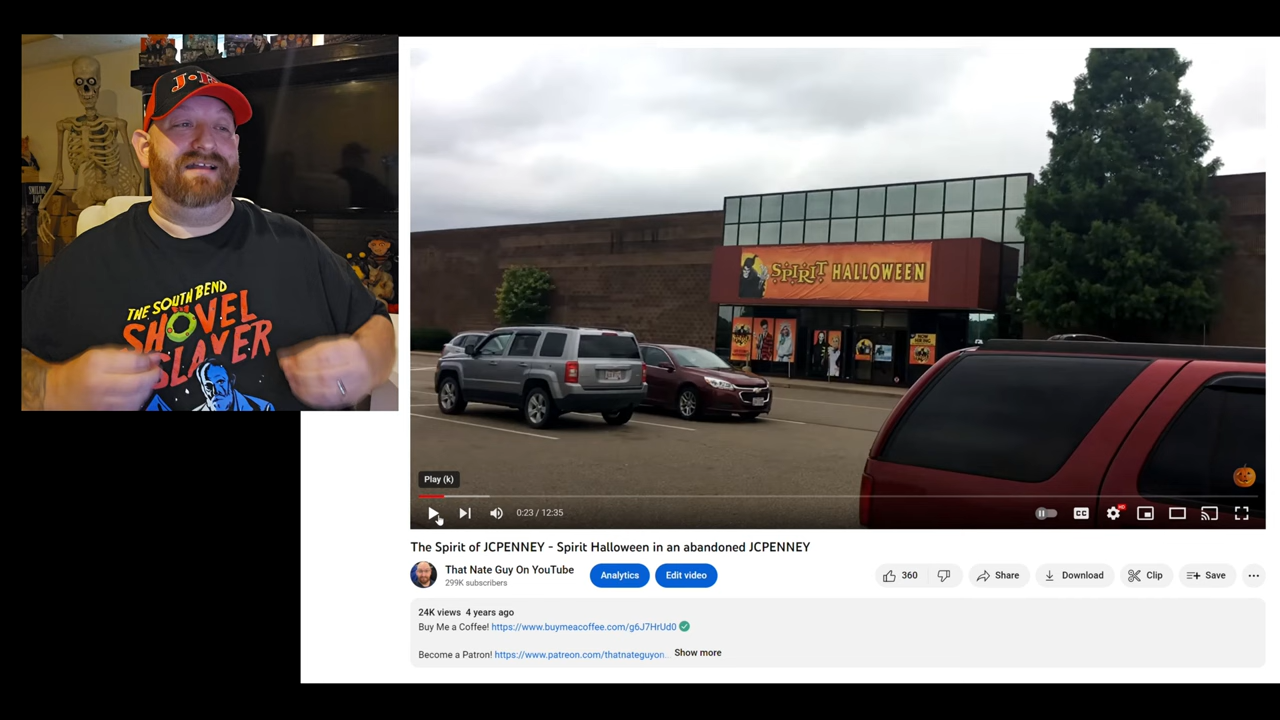 THE SOUTH BEND
SHOVEL
SLAYER
SPIRIT HALLOWEEN
Play (k)
0:23 / 12:35
CC
HD
The Spirit of JCPENNEY - Spirit Halloween in an abandoned JCPENNEY
That Nate Guy On YouTube
299K subscribers
Analytics
Edit video
360
Share
Download
Clip
Save
24K views 4 years ago
Buy Me a Coffee! https://www.buymeacoffee.com/g6J7HrUd0
Become a Patron! https://www.patreon.com/thatnateguyon...
Show more